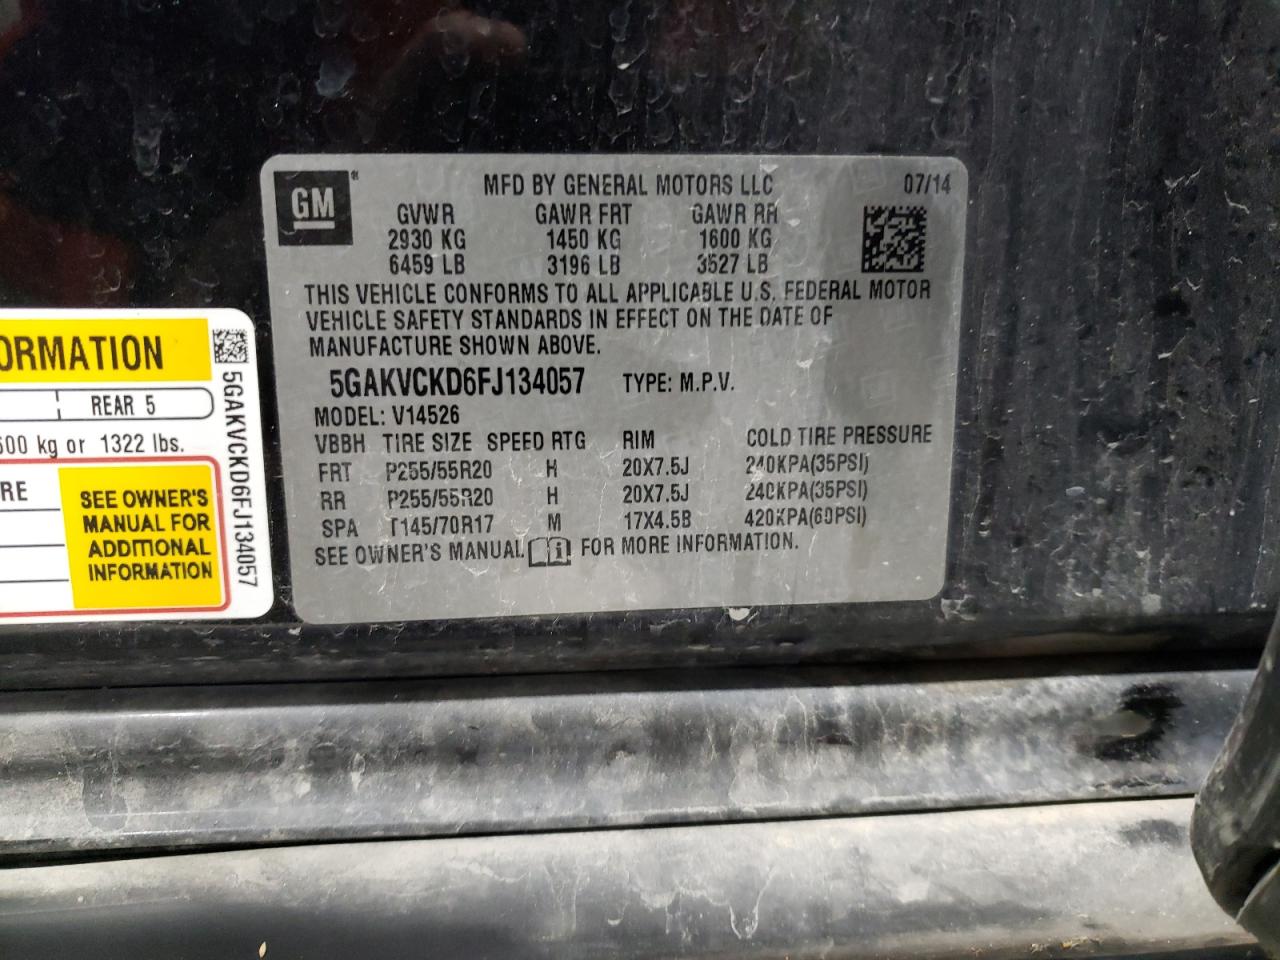 GM
MFD BY GENERAL MOTORS LLC 07/14
GVWR GAWR FRT GAWR RR
2930 KG 1450 KG 1600 KG
6459 LB 3196 LB 3527 LB
THIS VEHICLE CONFORMS TO ALL APPLICABLE U.S. FEDERAL MOTOR
VEHICLE SAFETY STANDARDS IN EFFECT ON THE DATE OF
MANUFACTURE SHOWN ABOVE.
5GAKVCKD6FJ134057 TYPE: M.P.V.
MODEL: V14526
VBBH TIRE SIZE SPEED RTG RIM COLD TIRE PRESSURE
FRT P255/55R20 H 20X7.5J 240KPA(35PSI)
RR P255/55R20 H 20X7.5J 240KPA(35PSI)
SPA T145/70R17 M 17X4.5B 420KPA(60PSI)
SEE OWNER'S MANUAL FOR MORE INFORMATION.
ORMATION
REAR 5
600 kg or 1322 lbs.
RE
SEE OWNER'S
MANUAL FOR
ADDITIONAL
INFORMATION
5GAKVCKD6FJ134057